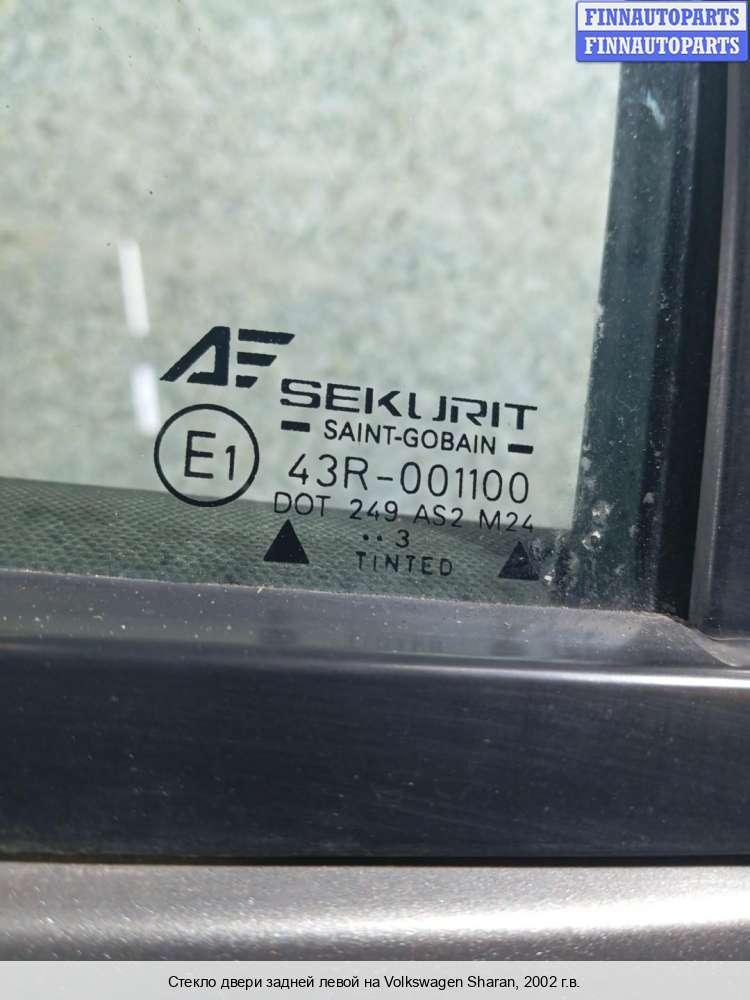 FINNAUTOPARTS
FINNAUTOPARTS
AF
SEKURIT
SAINT-GOBAIN
E1
43R-001100
DOT 249 AS2 M24
.. 3
TINTED
Стекло двери задней левой на Volkswagen Sharan, 2002 г.в.